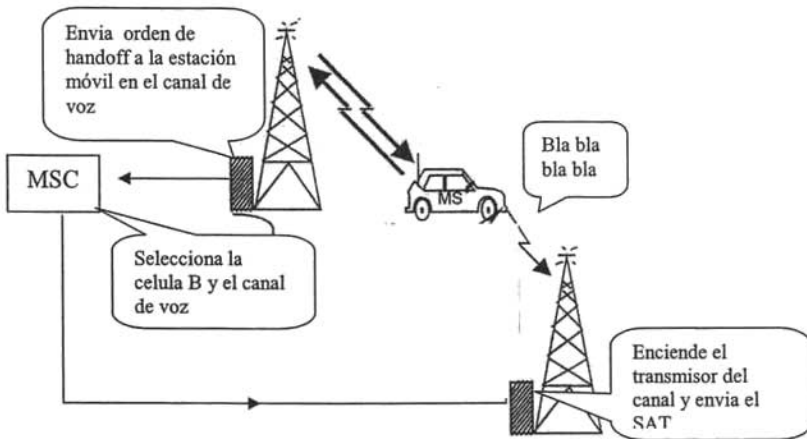 Envia orden de
handoff a la estación
móvil en el canal de
voz
Bla bla
bla bla
MSC
MS
Selecciona la
celula B y el canal
de voz
Enciende el
transmisor del
canal y envia el
SAT